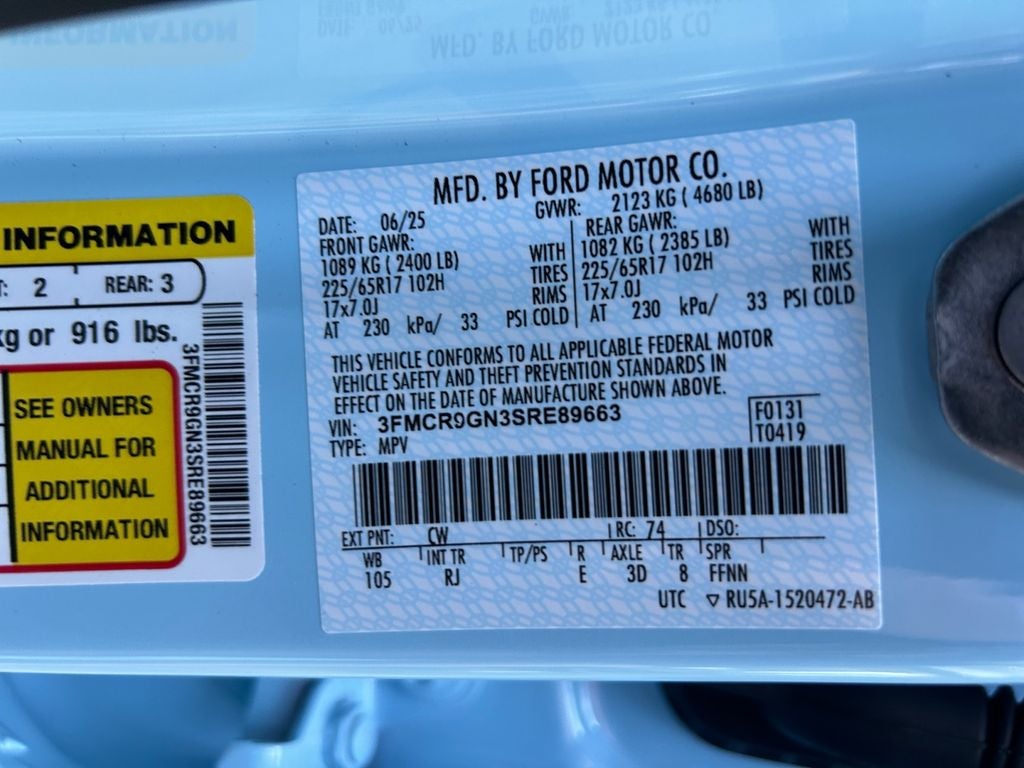 MFD. BY FORD MOTOR CO.
DATE: 06/25 GVWR: 2123 KG ( 4680 LB)
FRONT GAWR: REAR GAWR:
1089 KG ( 2400 LB) WITH 1082 KG ( 2385 LB) WITH
225/65R17 102H TIRES 225/65R17 102H TIRES
17x7.0J RIMS 17x7.0J RIMS
AT 230 kPa/ 33 PSI COLD AT 230 kPa/ 33 PSI COLD
THIS VEHICLE CONFORMS TO ALL APPLICABLE FEDERAL MOTOR
VEHICLE SAFETY AND THEFT PREVENTION STANDARDS IN
EFFECT ON THE DATE OF MANUFACTURE SHOWN ABOVE.
VIN: 3FMCR9GN3SRE89663 F0131
TYPE: MPV T0419
EXT PNT: CW RC: 74 DSO:
WB INT TR TP/PS R AXLE TR SPR
105 RJ E 3D 8 FFNN
UTC ▽ RU5A-1520472-AB
INFORMATION
2 REAR: 3
kg or 916 lbs.
SEE OWNERS
MANUAL FOR
ADDITIONAL
INFORMATION
3FMCR9GN3SRE89663